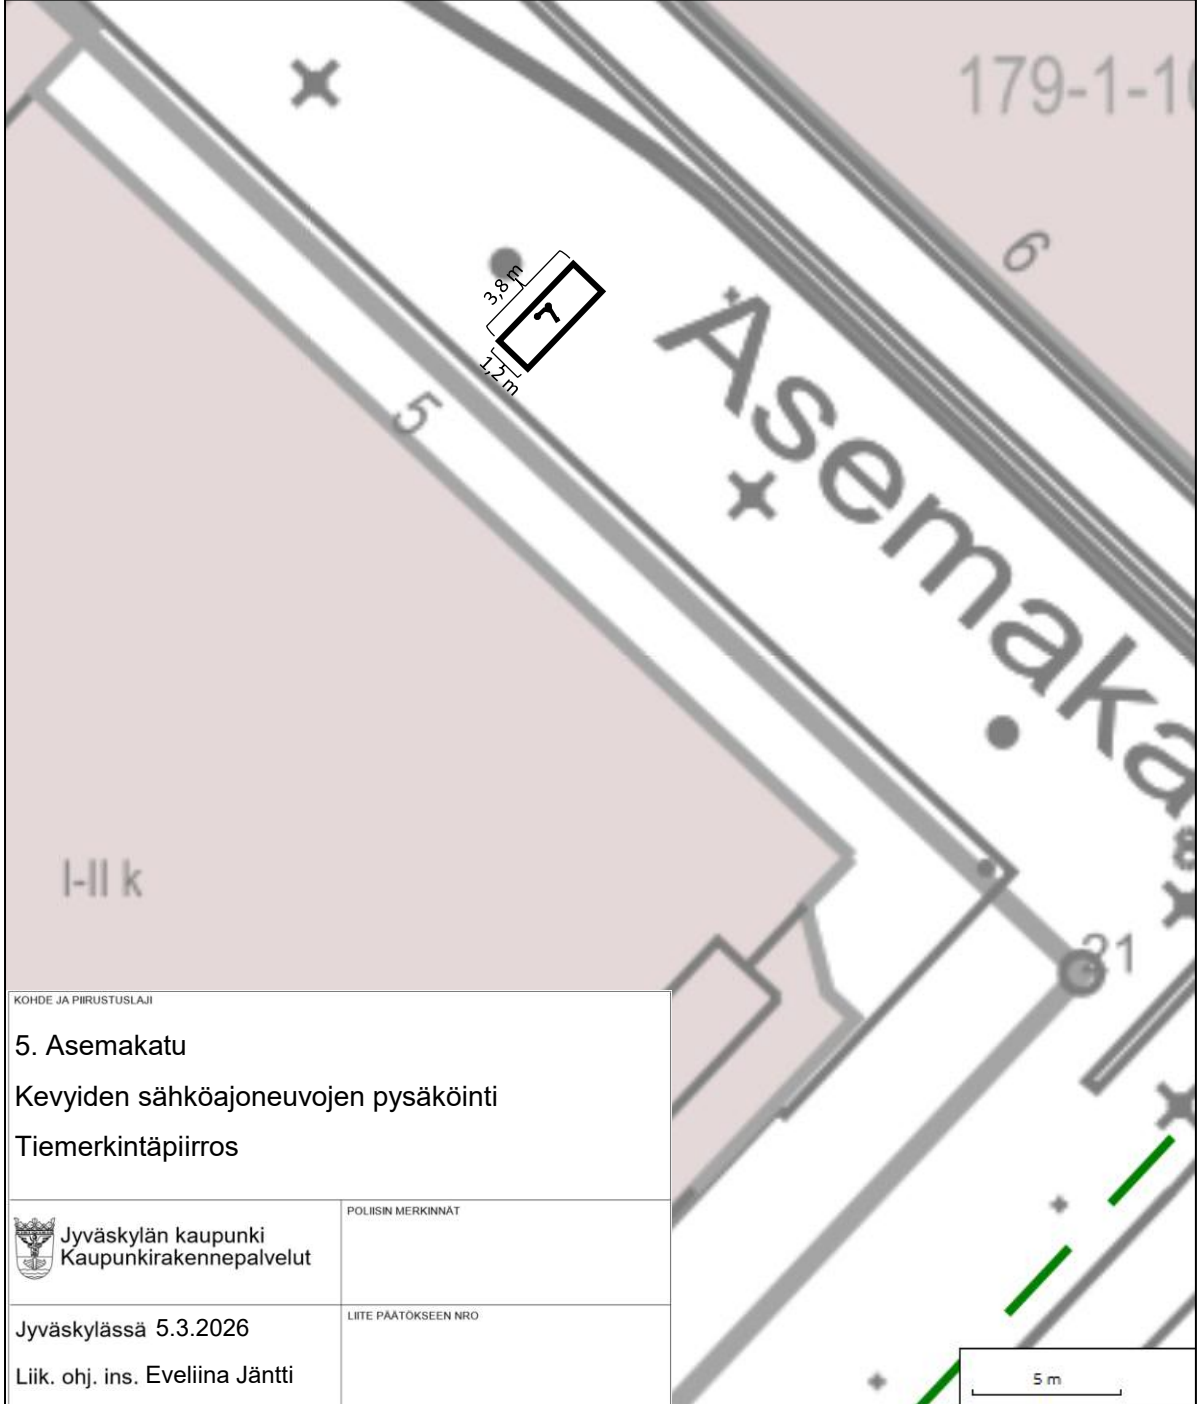 179-1-10
6
3,8 m
1,2 m
5
Asemaka
8
I-II k
21
KOHDE JA PIIRUSTUSLAJI
5. Asemakatu
Kevyiden sähköajoneuvojen pysäköinti
Tiemerkintäpiirros
Jyväskylän kaupunki
Kaupunkirakennepalvelut
POLIISIN MERKINNÄT
Jyväskylässä 5.3.2026
Liik. ohj. ins. Eveliina Jäntti
LIITE PÄÄTÖKSEEN NRO
5 m